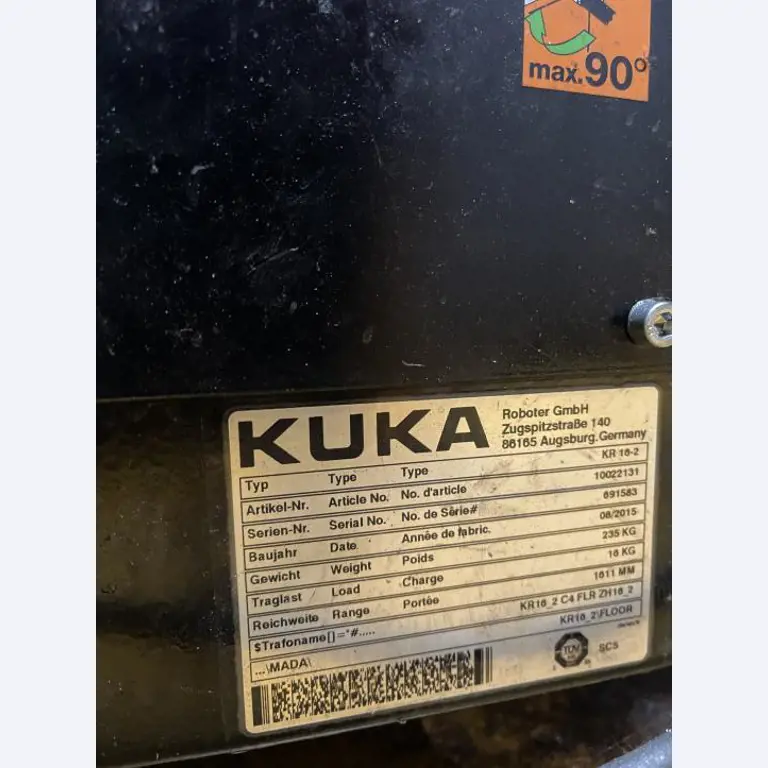 max.90°
KUKA
Roboter GmbH
Zugspitzstraße 140
86165 Augsburg, Germany
Typ Type Type KR 16-2
Artikel-Nr. Article No. No. d'article 10022131
Serien-Nr. Serial No. No. de Série# 691583
Baujahr Date Année de fabric. 08/2015
Gewicht Weight Poids 235 KG
Traglast Load Charge 16 KG
Reichweite Range Portée 1611 MM
$Trafoname[]="#..... KR16_2 C4 FLR ZH16_2
...\MADA\ KR16_2\FLOOR
TÜV
SC5